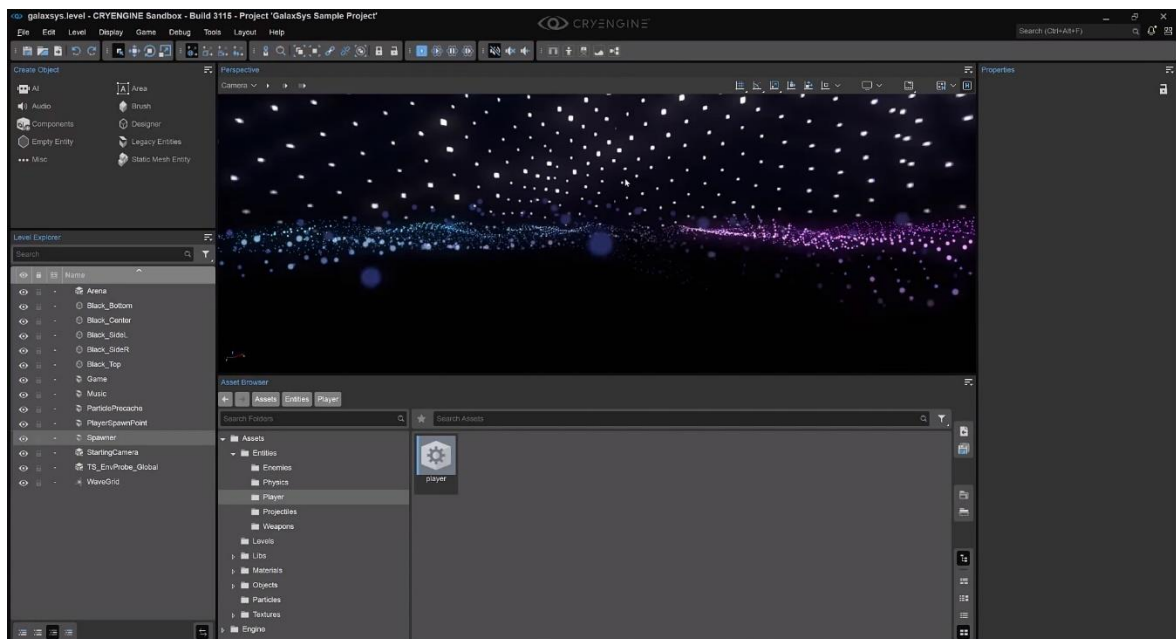 galaxsys.level - CRYENGINE Sandbox - Build 3115 - Project 'GalaxSys Sample Project'
CRYENGINE
File Edit Level Display Game Debug Tools Layout Help
Search (Ctrl+Alt+F)
Create Object
Perspective
Properties
AI
Area
Camera
Audio
Brush
Components
Designer
Empty Entity
Legacy Entities
Misc
Static Mesh Entity
Level Explorer
Search
Name
Arena
Black_Bottom
Black_Center
Black_SideL
Black_SideR
Black_Top
Game
Music
ParticlePrecache
PlayerSpawnPoint
Spawner
StartingCamera
TS_EnvProbe_Global
WaveGrid
Asset Browser
Assets Entities Player
Search Folders
Search Assets
Assets
Entities
Enemies
Physics
Player
Projectiles
Weapons
Levels
Libs
Materials
Objects
Particles
Textures
Engine
player